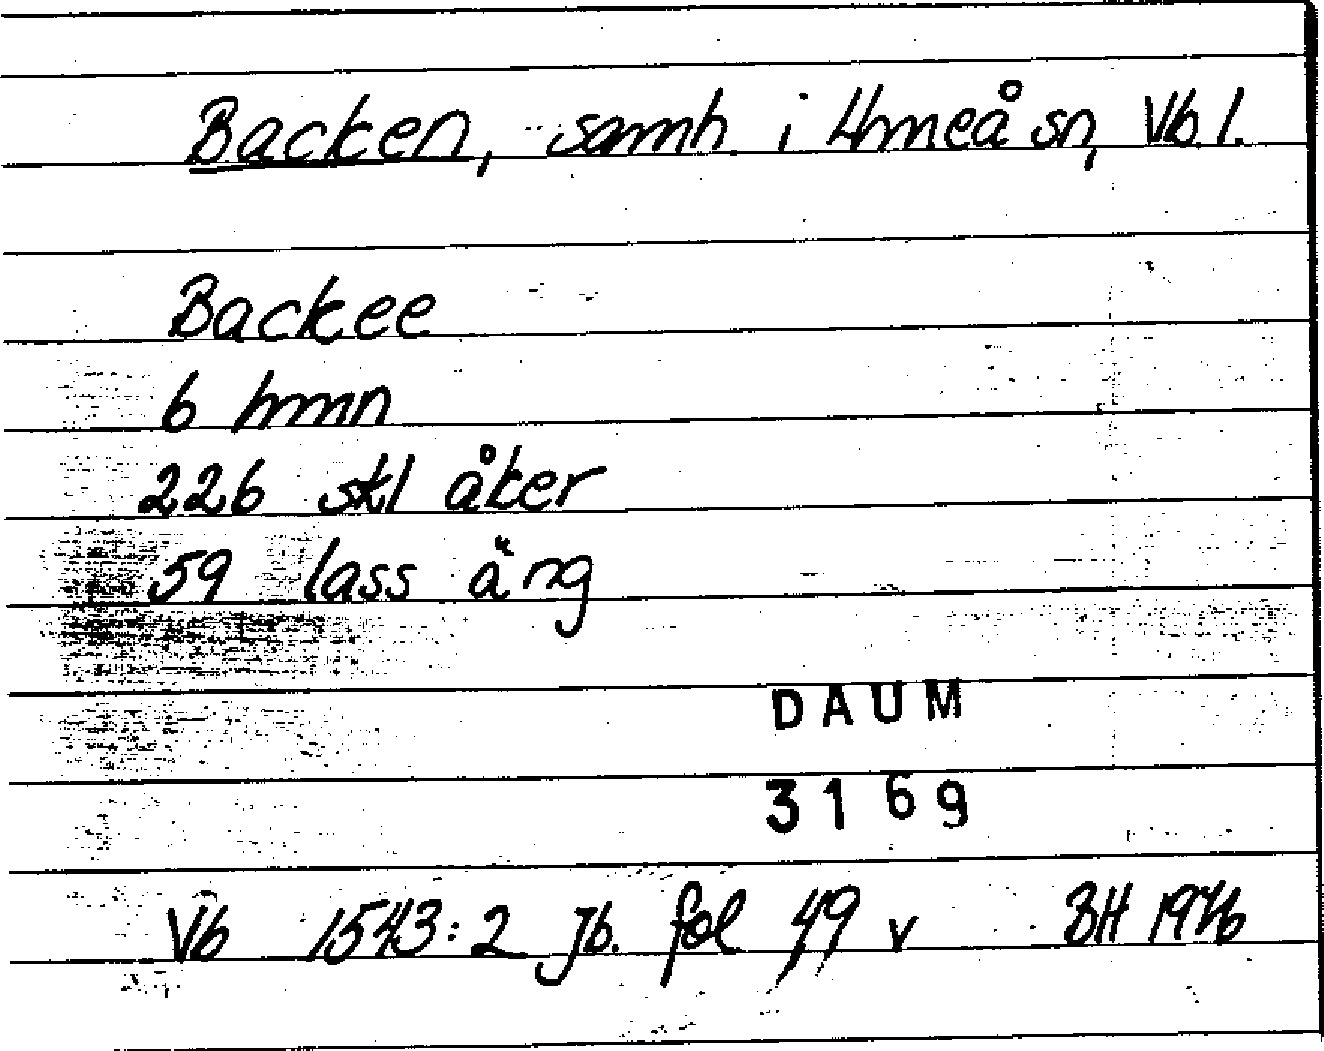 Backen, samh. i Umeå sn, Vb. l.
Backee
6 hmn
226 skl åker
59 lass äng
DAUM
3169
Vb 1543:2 Jb. fol 49 v BH 1976